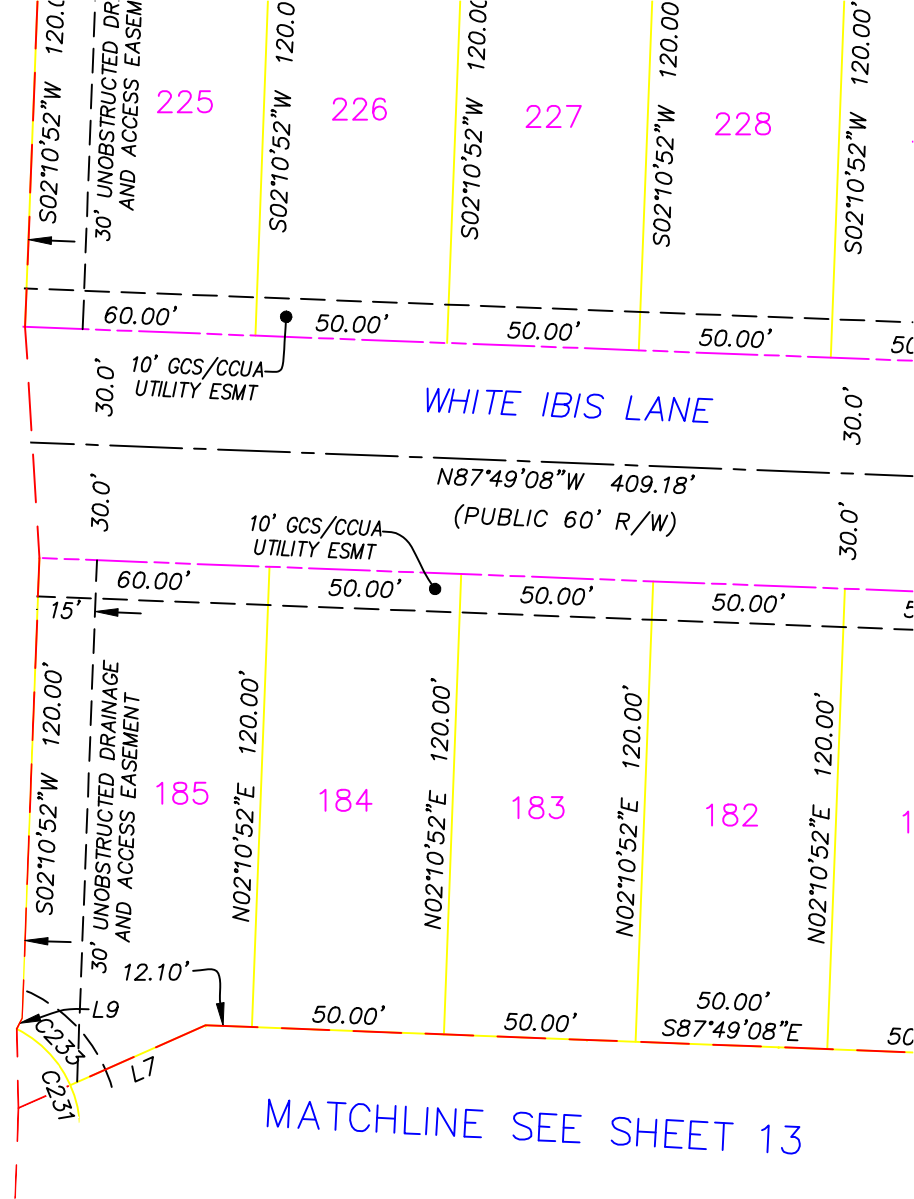 S02°10'52"W 120.0
30' UNOBSTRUCTED DR
AND ACCESS EASEM
225
S02°10'52"W 120.0
226
S02°10'52"W 120.00
227
S02°10'52"W 120.00'
228
S02°10'52"W 120.00'
60.00'
50.00'
50.00'
50.00'
50
30.0'
10' GCS/CCUA
UTILITY ESMT
WHITE IBIS LANE
30.0'
N87°49'08"W 409.18'
(PUBLIC 60' R/W)
30.0'
10' GCS/CCUA
UTILITY ESMT
30.0'
60.00'
50.00'
50.00'
50.00'
5
15'
S02°10'52"W 120.00'
30' UNOBSTRUCTED DRAINAGE
AND ACCESS EASEMENT
185
N02°10'52"E 120.00'
184
N02°10'52"E 120.00'
183
N02°10'52"E 120.00'
182
N02°10'52"E 120.00'
1
12.10'
L9
C233
C231
L7
50.00'
50.00'
50.00'
S87°49'08"E
50
MATCHLINE SEE SHEET 13